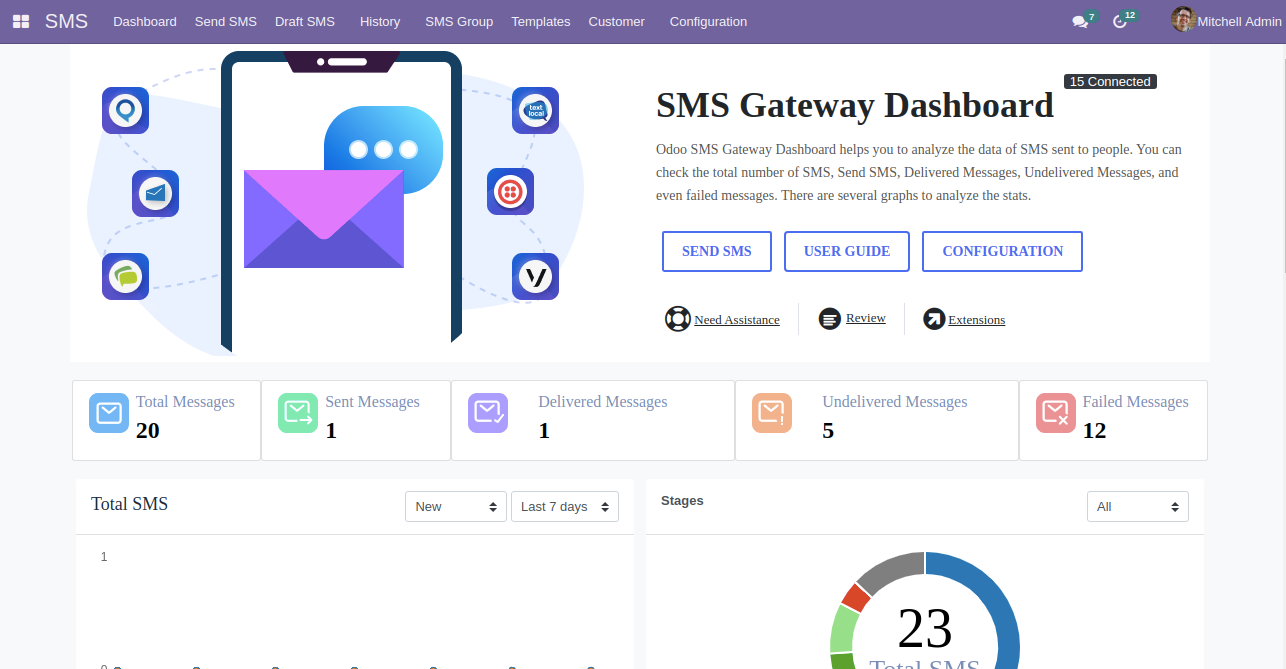 SMS Dashboard Send SMS Draft SMS History SMS Group Templates Customer Configuration 7 12 Mitchell Admin
15 Connected
SMS Gateway Dashboard
Odoo SMS Gateway Dashboard helps you to analyze the data of SMS sent to people. You can
check the total number of SMS, Send SMS, Delivered Messages, Undelivered Messages, and
even failed messages. There are several graphs to analyze the stats.
text
local
SEND SMS USER GUIDE CONFIGURATION
Need Assistance Review Extensions
Total Messages Sent Messages Delivered Messages Undelivered Messages Failed Messages
20 1 1 5 12
Total SMS New Last 7 days
Stages All
1
23
Total SMS